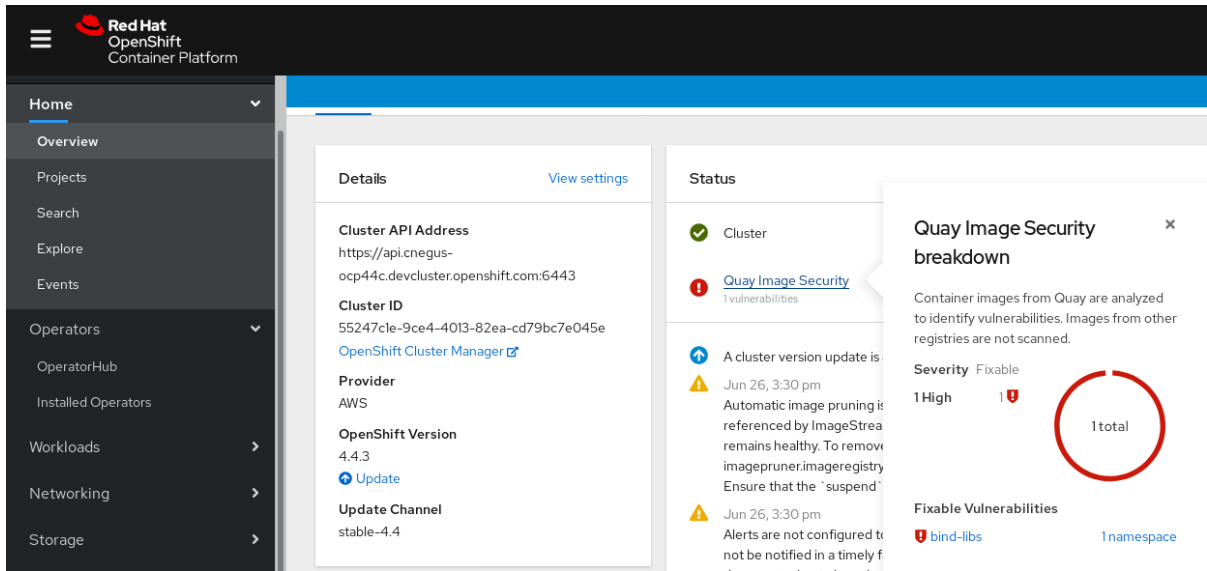 Red Hat
OpenShift
Container Platform
Home
Overview
Projects
Search
Explore
Events
Operators
OperatorHub
Installed Operators
Workloads
Networking
Storage
Details
View settings
Cluster API Address
https://api.cnegus-
ocp44c.devcluster.openshift.com:6443
Cluster ID
55247c1e-9ce4-4013-82ea-cd79bc7e045e
OpenShift Cluster Manager
Provider
AWS
OpenShift Version
4.4.3
Update
Update Channel
stable-4.4
Status
Cluster
Quay Image Security
1 vulnerabilities
A cluster version update is
Jun 26, 3:30 pm
Automatic image pruning is
referenced by ImageStrea
remains healthy. To remove
imagepruner.imageregistry
Ensure that the `suspend`
Jun 26, 3:30 pm
Alerts are not configured to
not be notified in a timely f
Quay Image Security
breakdown
Container images from Quay are analyzed
to identify vulnerabilities. Images from other
registries are not scanned.
Severity Fixable
1 High 1
1 total
Fixable Vulnerabilities
bind-libs 1 namespace